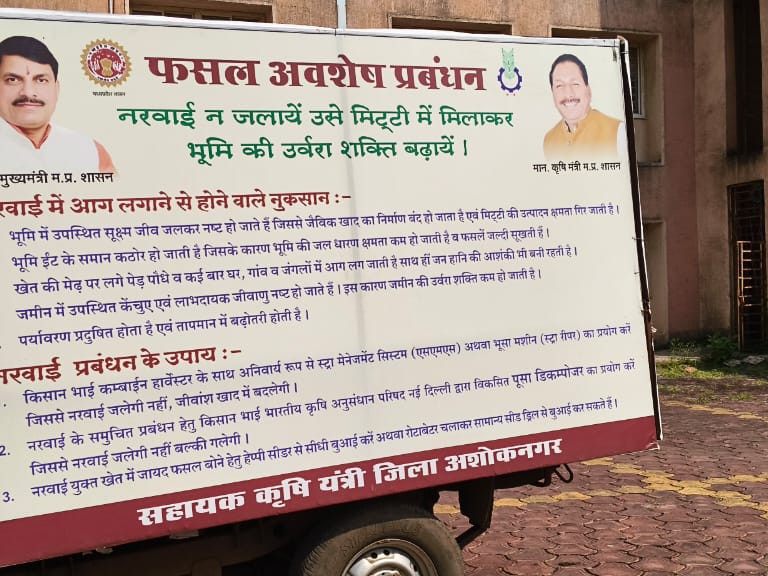 फसल अवशेष प्रबंधन
मध्यप्रदेश शासन
नरवाई न जलायें उसे मिट्टी में मिलाकर
भूमि की उर्वरा शक्ति बढ़ायें।
मुख्यमंत्री म.प्र. शासन
मान. कृषि मंत्री म.प्र. शासन
रवाई में आग लगाने से होने वाले नुकसान :-
भूमि में उपस्थित सूक्ष्म जीव जलकर नष्ट हो जाते हैं जिससे जैविक खाद का निर्माण बंद हो जाता है एवं मिट्टी की उत्पादन क्षमता गिर जाती है।
भूमि ईंट के समान कठोर हो जाती है जिसके कारण भूमि की जल धारण क्षमता कम हो जाती है व फसलें जल्दी सूखती हैं।
खेत की मेढ़ पर लगे पेड़ पौधे व कई बार घर, गांव व जंगलों में आग लग जाती है साथ हीं जन हानि की आशंकी भी बनी रहती है।
जमीन में उपस्थित केंचुए एवं लाभदायक जीवाणु नष्ट हो जाते हैं। इस कारण जमीन की उर्वरा शक्ति कम हो जाती है।
पर्यावरण प्रदुषित होता है एवं तापमान में बढ़ोतरी होती है।
नरवाई प्रबंधन के उपाय :-
किसान भाई कम्बाईन हार्वेस्टर के साथ अनिवार्य रूप से स्ट्रा मेनेजमेंट सिस्टम (एसएमएस) अथवा भूसा मशीन (स्ट्रा रीपर) का प्रयोग करें
जिससे नरवाई जलेगी नहीं, जीवांश खाद में बदलेगी।
2. नरवाई के समुचित प्रबंधन हेतु किसान भाई भारतीय कृषि अनुसंधान परिषद नई दिल्ली द्वारा विकसित पूसा डिकम्पोजर का प्रयोग करें
जिससे नरवाई जलेगी नहीं बल्की गलेगी।
3. नरवाई युक्त खेत में जायद फसल बोने हेतु हेप्पी सीडर से सीधी बुआई करें अथवा रोटाबेटर चलाकर सामान्य सीड ड्रिल से बुआई कर सकते हैं।
सहायक कृषि यंत्री जिला अशोकनगर